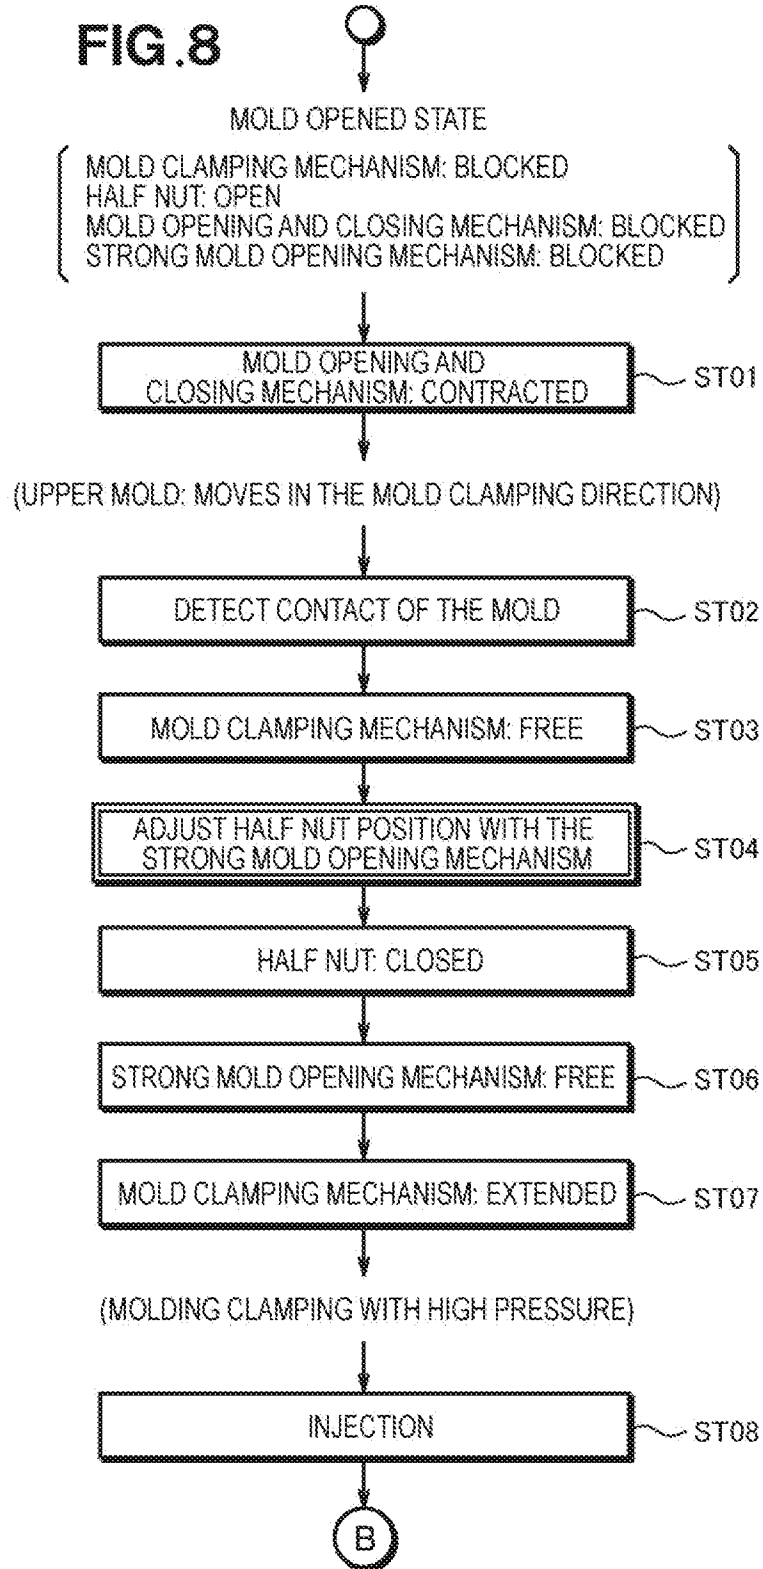 FIG.8
MOLD OPENED STATE
MOLD CLAMPING MECHANISM: BLOCKED
HALF NUT: OPEN
MOLD OPENING AND CLOSING MECHANISM: BLOCKED
STRONG MOLD OPENING MECHANISM: BLOCKED
MOLD OPENING AND
CLOSING MECHANISM: CONTRACTED
ST01
(UPPER MOLD: MOVES IN THE MOLD CLAMPING DIRECTION)
DETECT CONTACT OF THE MOLD
ST02
MOLD CLAMPING MECHANISM: FREE
ST03
ADJUST HALF NUT POSITION WITH THE
STRONG MOLD OPENING MECHANISM
ST04
HALF NUT: CLOSED
ST05
STRONG MOLD OPENING MECHANISM: FREE
ST06
MOLD CLAMPING MECHANISM: EXTENDED
ST07
(MOLDING CLAMPING WITH HIGH PRESSURE)
INJECTION
ST08
B